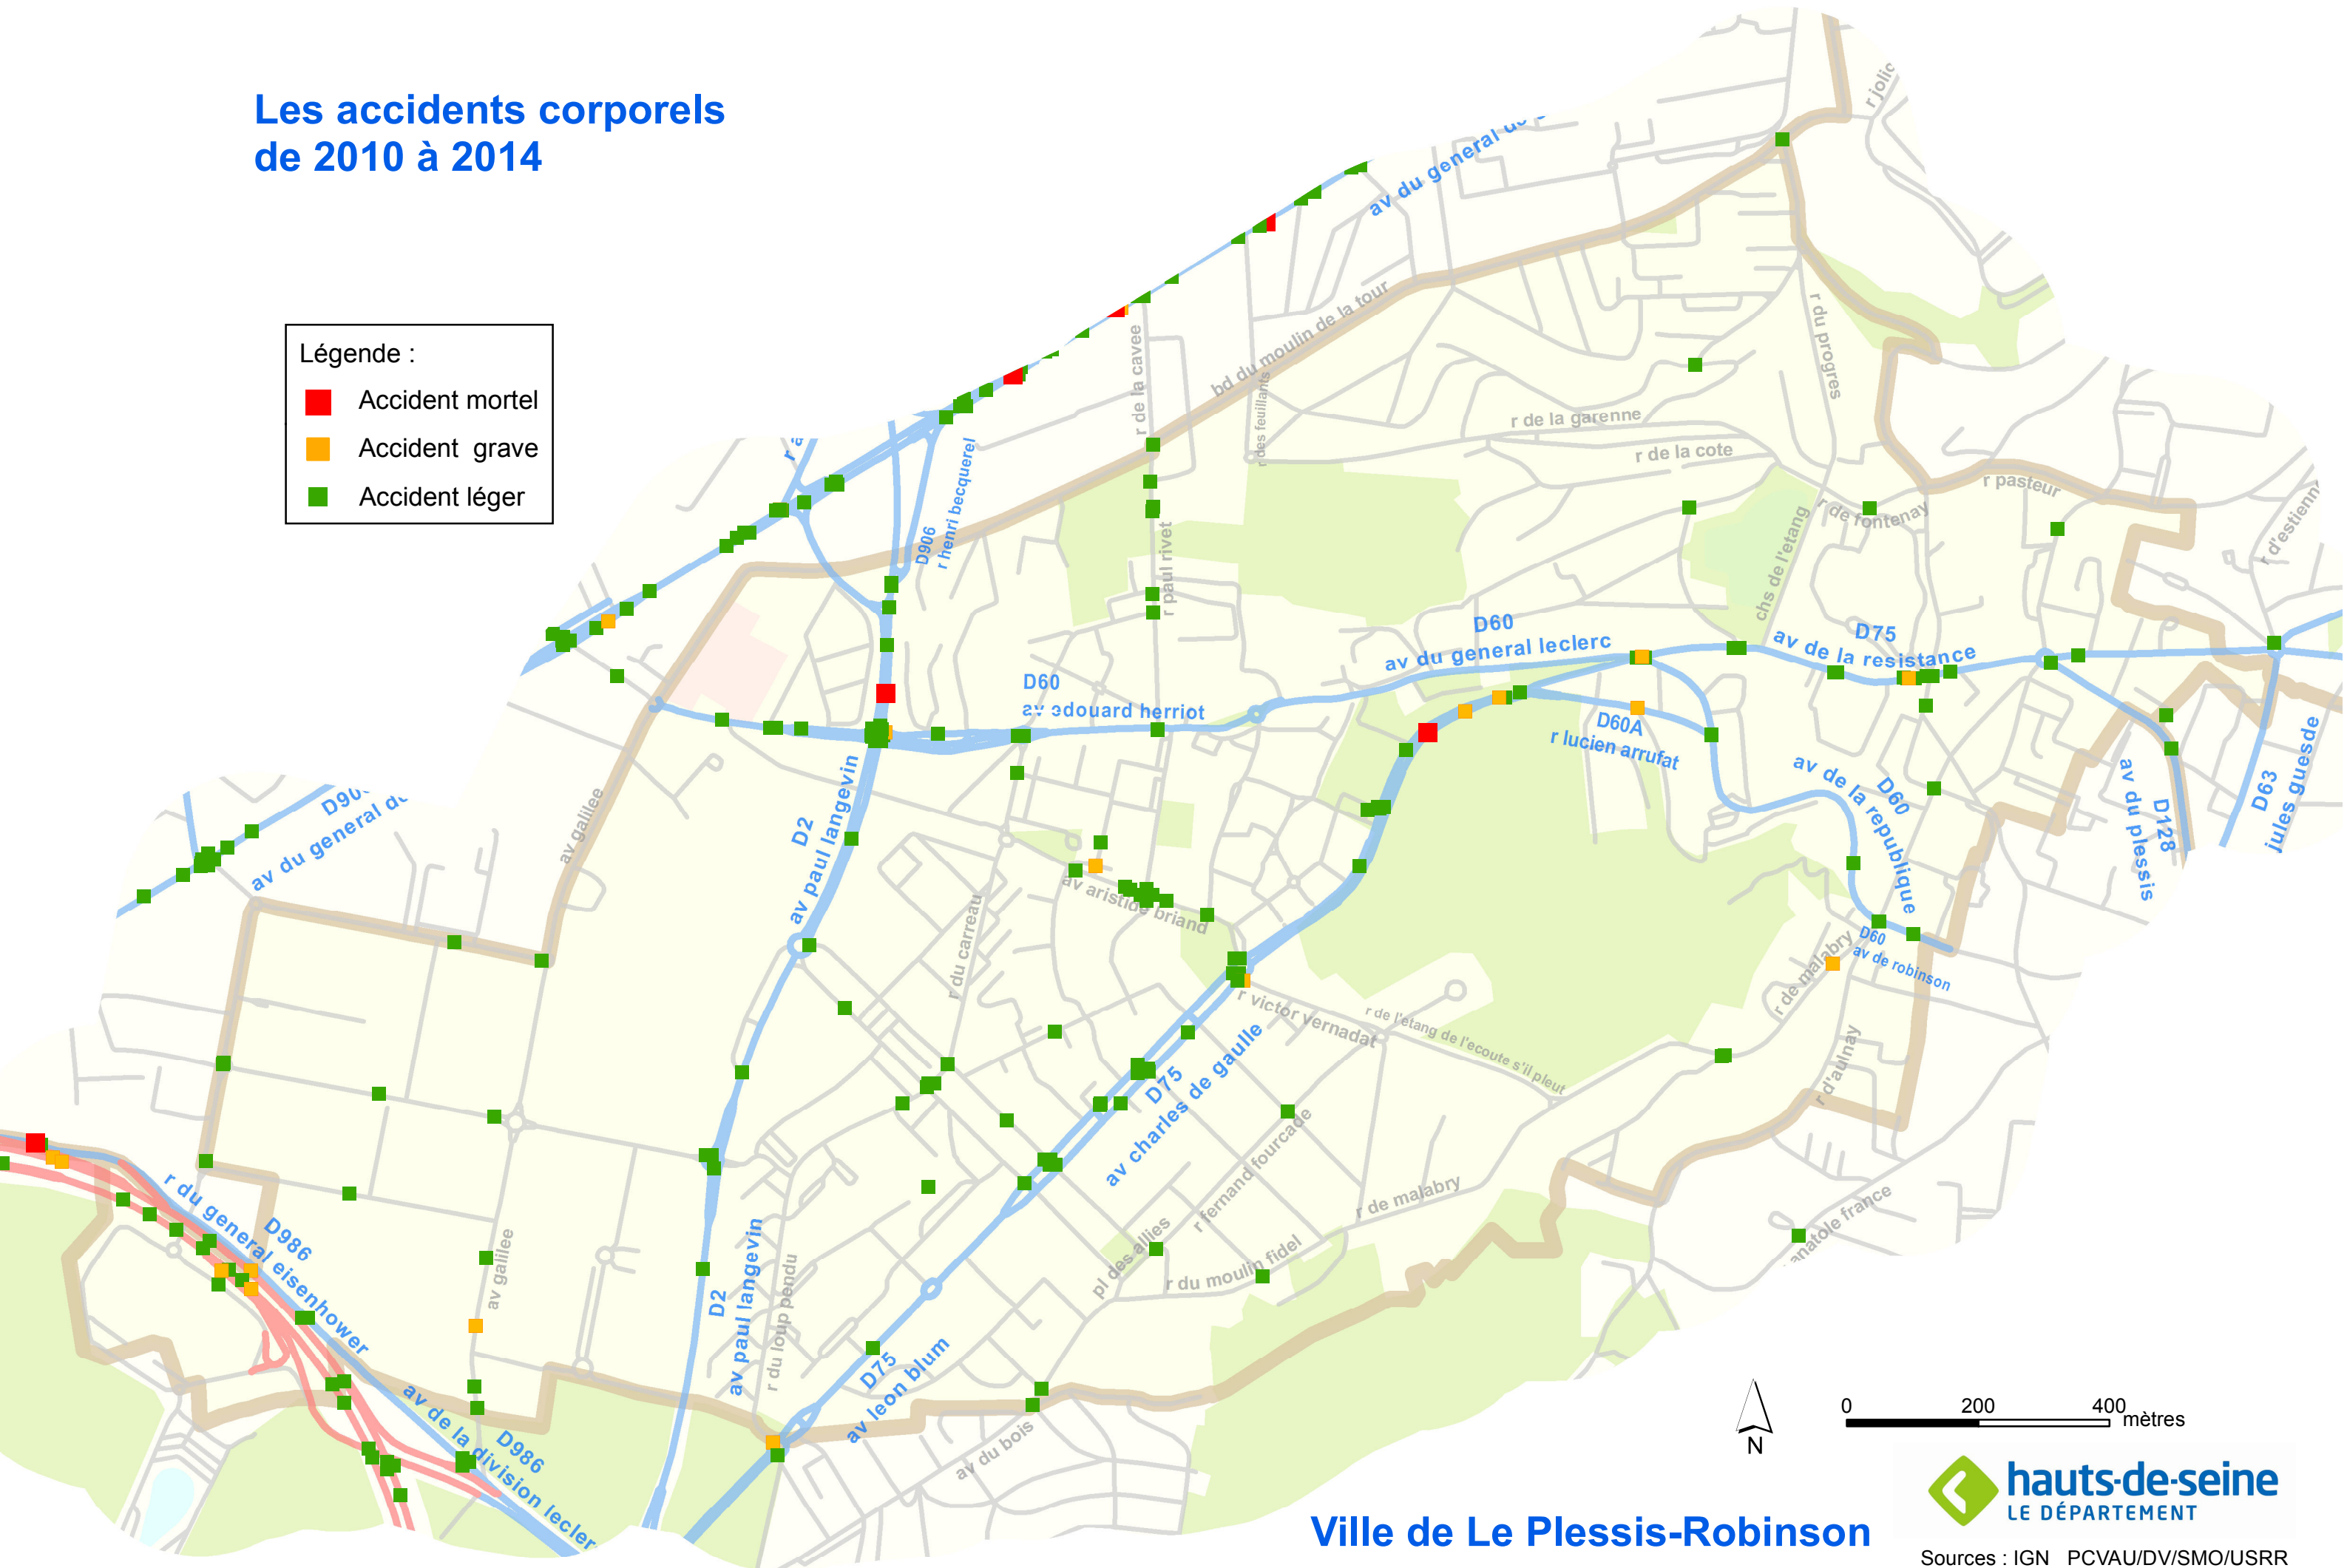 Les accidents corporels
de 2010 à 2014
Légende :
Accident mortel
Accident grave
Accident léger
r jolic
av du general de
bd du moulin de la tour
r de la cavee
r des feuillants
r du progres
r de la garenne
r de la cote
r pasteur
r de fontenay
r d'estienn
chs de l'etang
D906
r henri becquerel
r paul rivet
D60
av du general leclerc
D75
av de la resistance
D60
av edouard herriot
D60A
r lucien arrufat
av de la republique
D60
av du plessis
D128
D63
jules guesde
D2
av paul langevin
av galilee
av du general de
av aristide briand
r du carreau
D60
av de robinson
r de malabry
r d'aulnay
r victor vernadat
r de l'etang de l'ecoute s'il pleut
D75
av charles de gaulle
r fernand fourcade
pl des allies
r du moulin fidel
r de malabry
anatole france
r du general eisenhower
D986
av galilee
D2
av paul langevin
r du loup pendu
D75
av leon blum
av du bois
av de la division lecler
D986
N
0 200 400 mètres
hauts-de-seine
LE DÉPARTEMENT
Ville de Le Plessis-Robinson
Sources : IGN PCVAU/DV/SMO/USRR